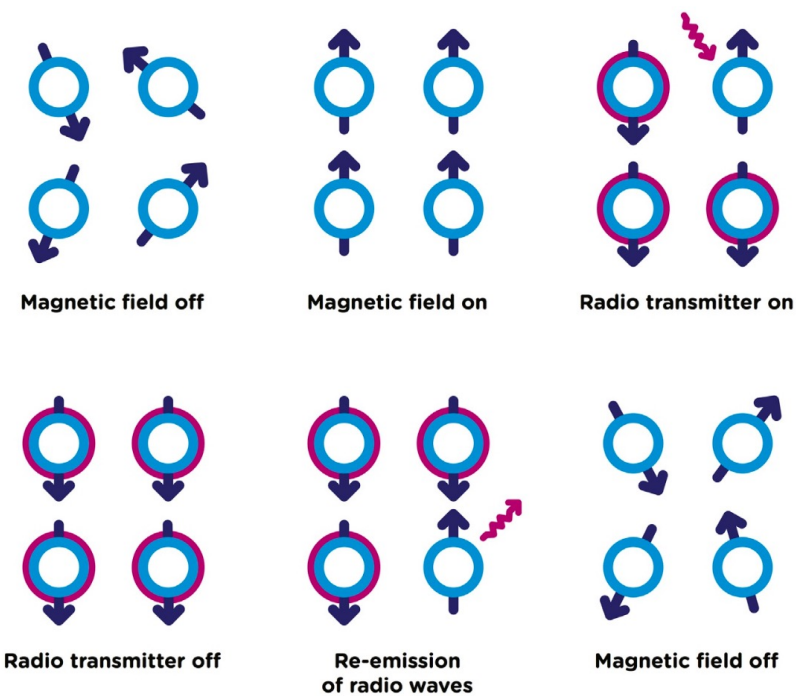 Magnetic field off
Magnetic field on
Radio transmitter on
Radio transmitter off
Re-emission
of radio waves
Magnetic field off